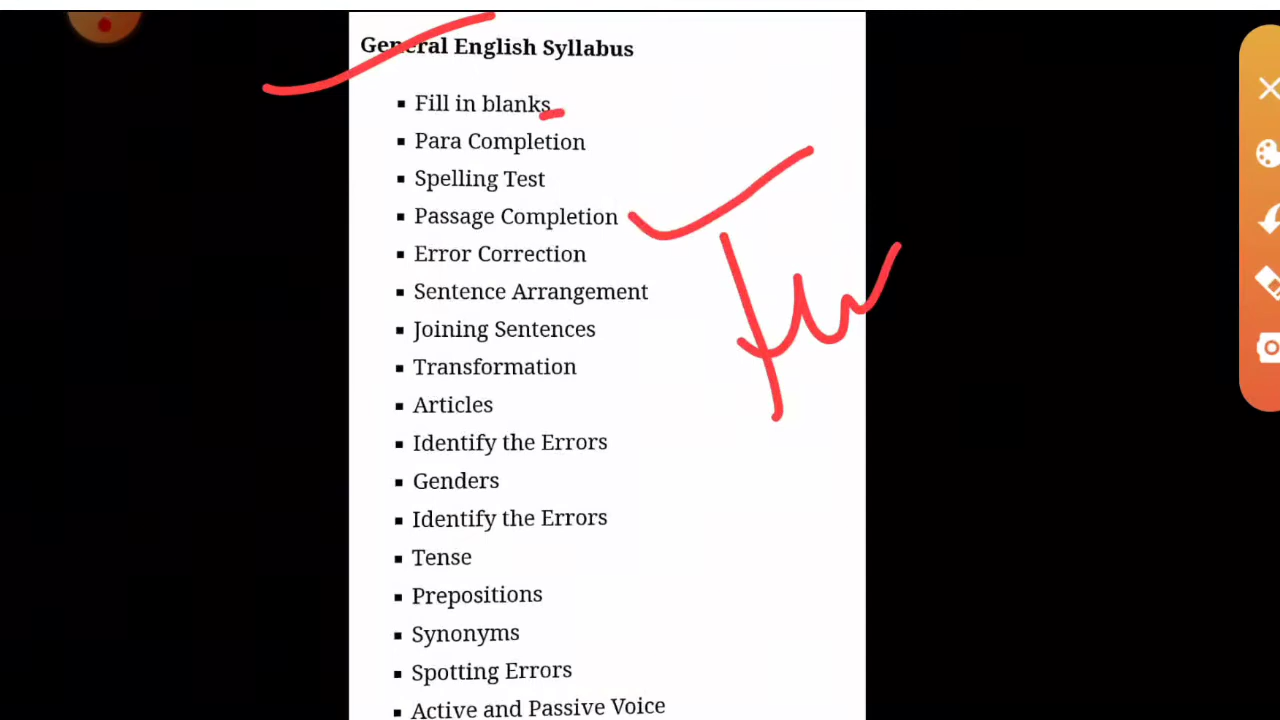 General English Syllabus
▪ Fill in blanks
▪ Para Completion
▪ Spelling Test
▪ Passage Completion
▪ Error Correction
▪ Sentence Arrangement
▪ Joining Sentences
▪ Transformation
▪ Articles
▪ Identify the Errors
▪ Genders
▪ Identify the Errors
▪ Tense
▪ Prepositions
▪ Synonyms
▪ Spotting Errors
▪ Active and Passive Voice